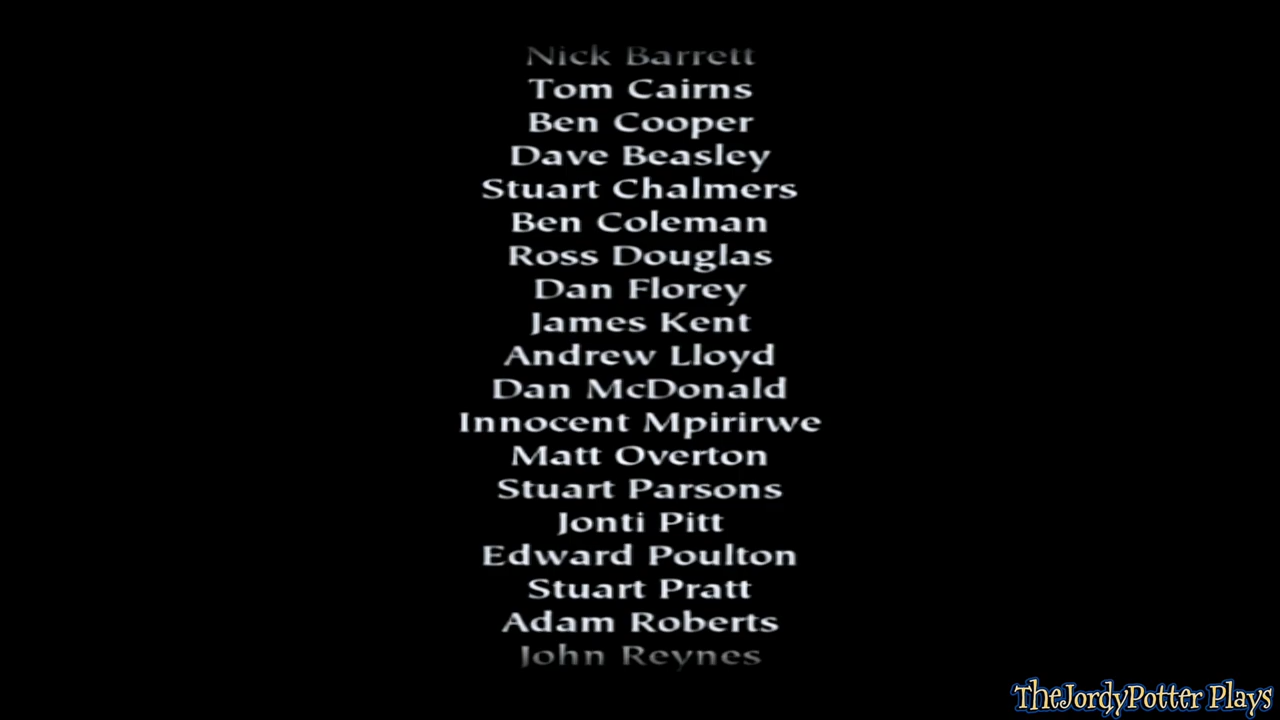 Nick Barrett
Tom Cairns
Ben Cooper
Dave Beasley
Stuart Chalmers
Ben Coleman
Ross Douglas
Dan Florey
James Kent
Andrew Lloyd
Dan McDonald
Innocent Mpirirwe
Matt Overton
Stuart Parsons
Jonti Pitt
Edward Poulton
Stuart Pratt
Adam Roberts
John Reynes
TheJordyPotter Plays